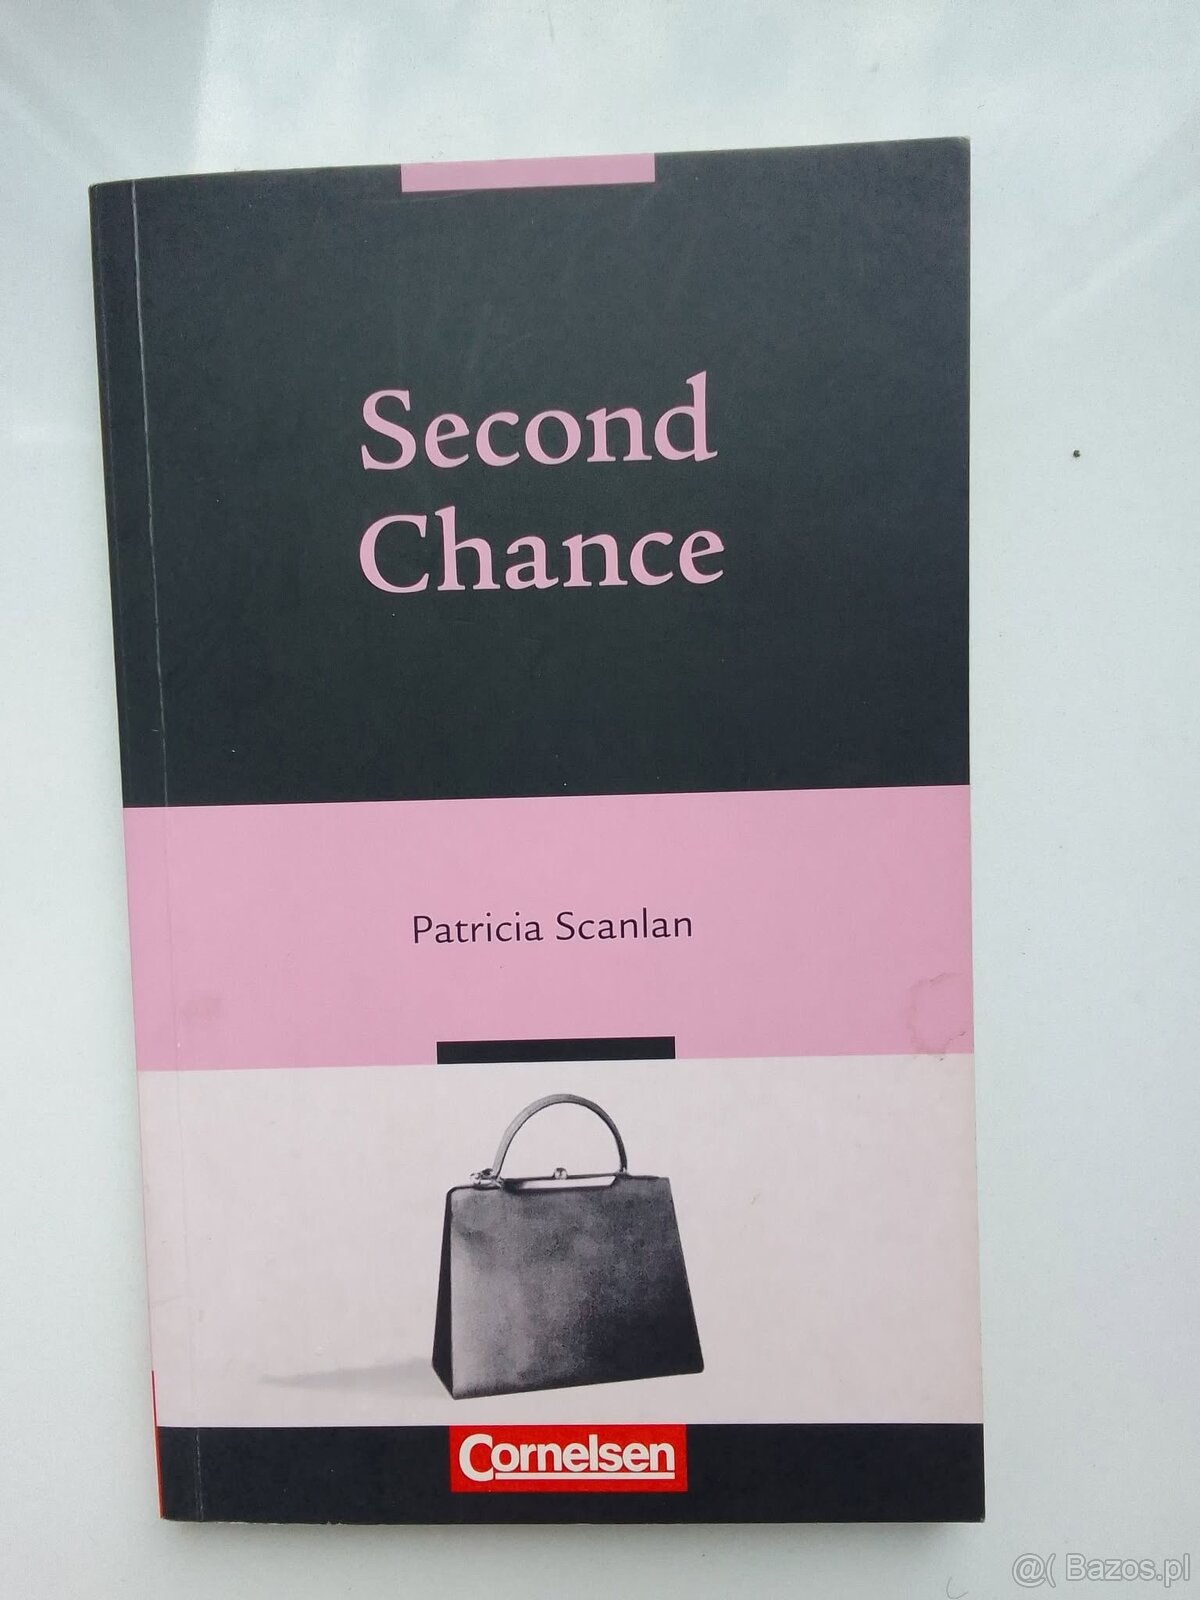 Second
Chance
Patricia Scanlan
Cornelsen
@( Bazos.pl